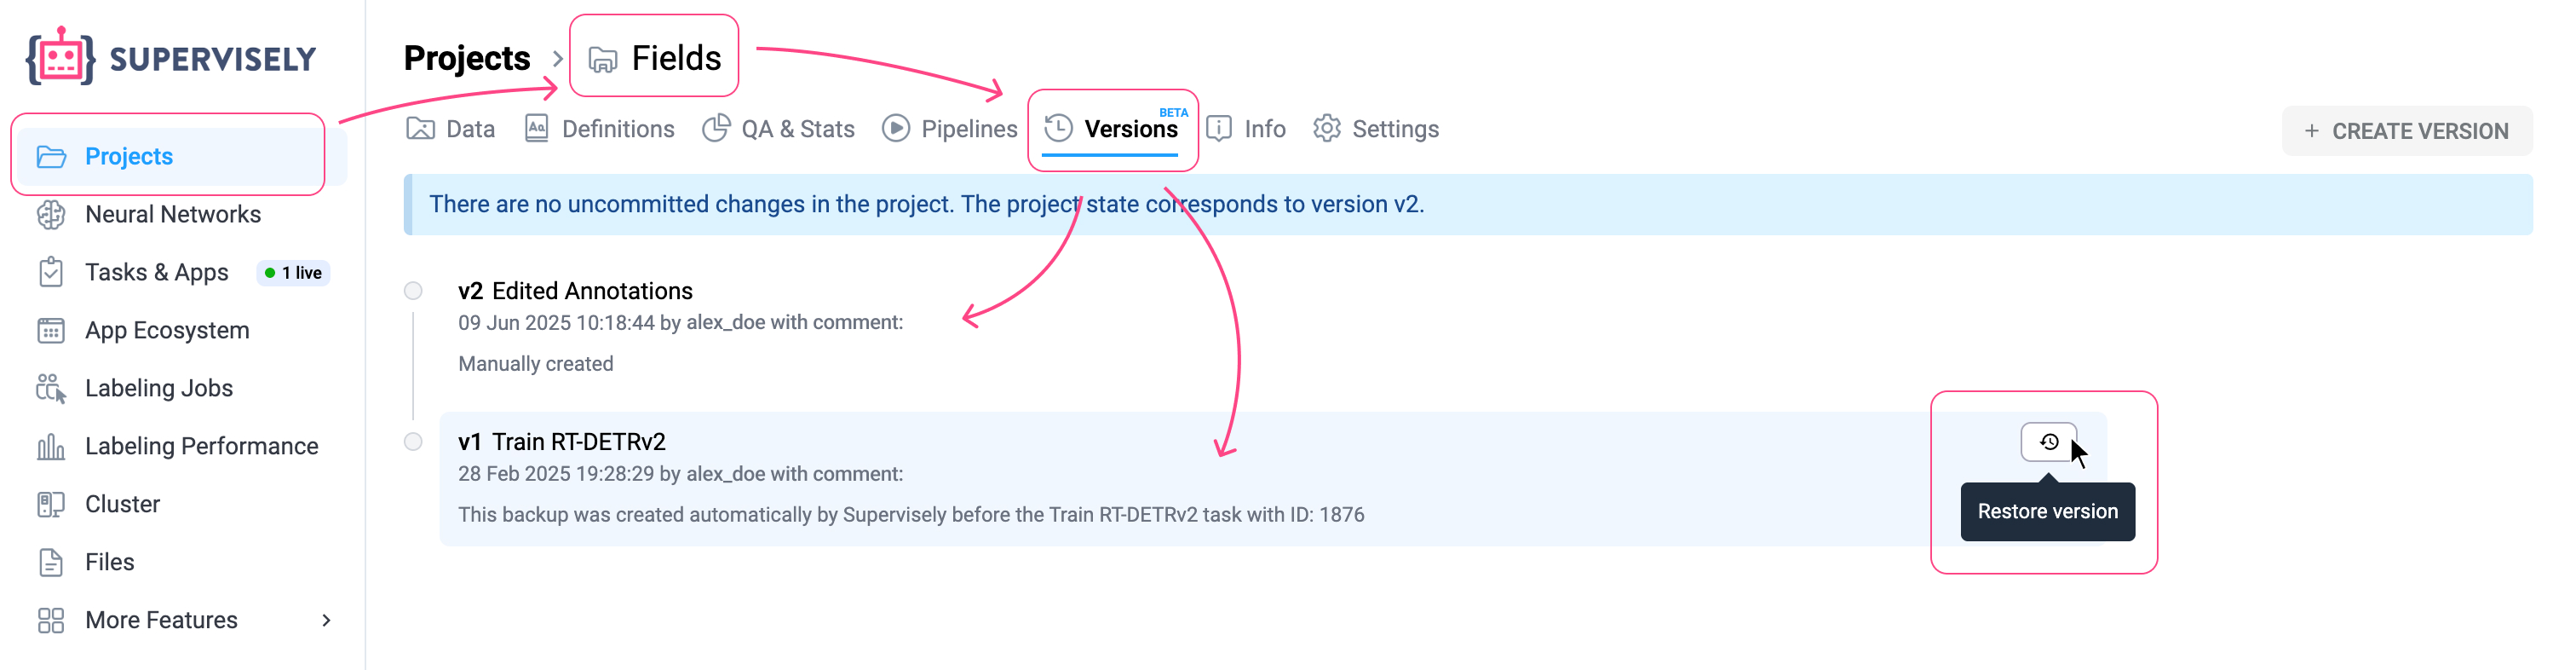 SUPERVISELY
Projects
Neural Networks
Tasks & Apps 1 live
App Ecosystem
Labeling Jobs
Labeling Performance
Cluster
Files
More Features
Projects > Fields
Data Definitions QA & Stats Pipelines Versions BETA Info Settings
+ CREATE VERSION
There are no uncommitted changes in the project. The project state corresponds to version v2.
v2 Edited Annotations
09 Jun 2025 10:18:44 by alex_doe with comment:
Manually created
v1 Train RT-DETRv2
28 Feb 2025 19:28:29 by alex_doe with comment:
This backup was created automatically by Supervisely before the Train RT-DETRv2 task with ID: 1876
Restore version